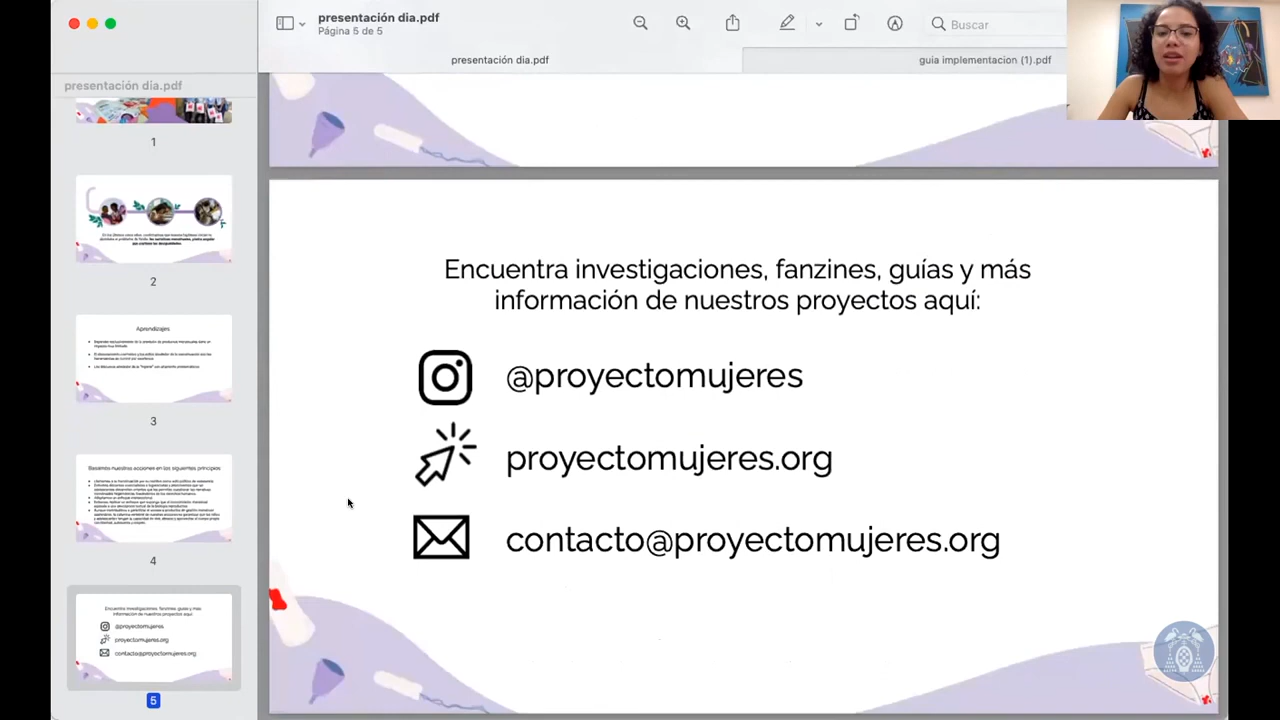 presentación dia.pdf
Página 5 de 5
Buscar
presentación dia.pdf
guia implementacion (1).pdf
presentación dia.pdf
1
2
Aprendizajes
3
Basamos nuestras acciones en los siguientes principios
4
Encuentra investigaciones, fanzines, guías y más
información de nuestros proyectos aquí:
@proyectomujeres
proyectomujeres.org
contacto@proyectomujeres.org
5
Encuentra investigaciones, fanzines, guías y más
información de nuestros proyectos aquí:
@proyectomujeres
proyectomujeres.org
contacto@proyectomujeres.org